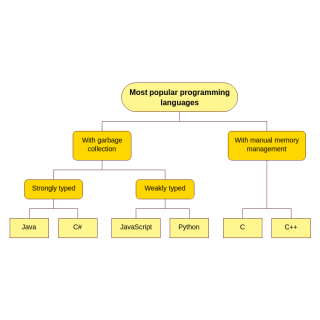 Most popular programming
languages
With garbage
collection
With manual memory
management
Strongly typed
Weakly typed
Java
C#
JavaScript
Python
C
C++